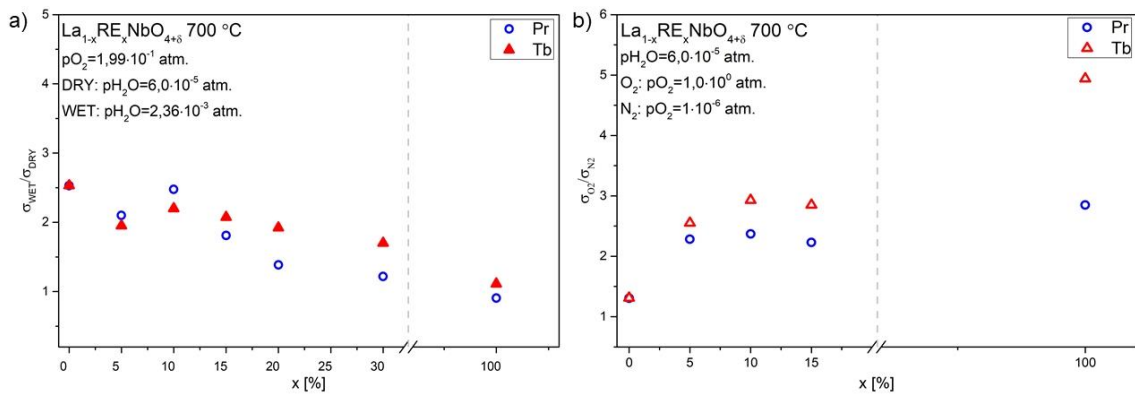 a)
La₁₋ₓREₓNbO₄₊δ 700 °C
pO₂=1,99·10⁻¹ atm.
DRY: pH₂O=6,0·10⁻⁵ atm.
WET: pH₂O=2,36·10⁻³ atm.
Pr
Tb
5
4
3
2
1
σWET/σDRY
0 5 10 15 20 25 30 100
x [%]
b)
La₁₋ₓREₓNbO₄₊δ 700 °C
pH₂O=6,0·10⁻⁵ atm.
O₂: pO₂=1,0·10⁰ atm.
N₂: pO₂=1·10⁻⁶ atm.
Pr
Tb
6
5
4
3
2
1
σO2/σN2
0 5 10 15 100
x [%]